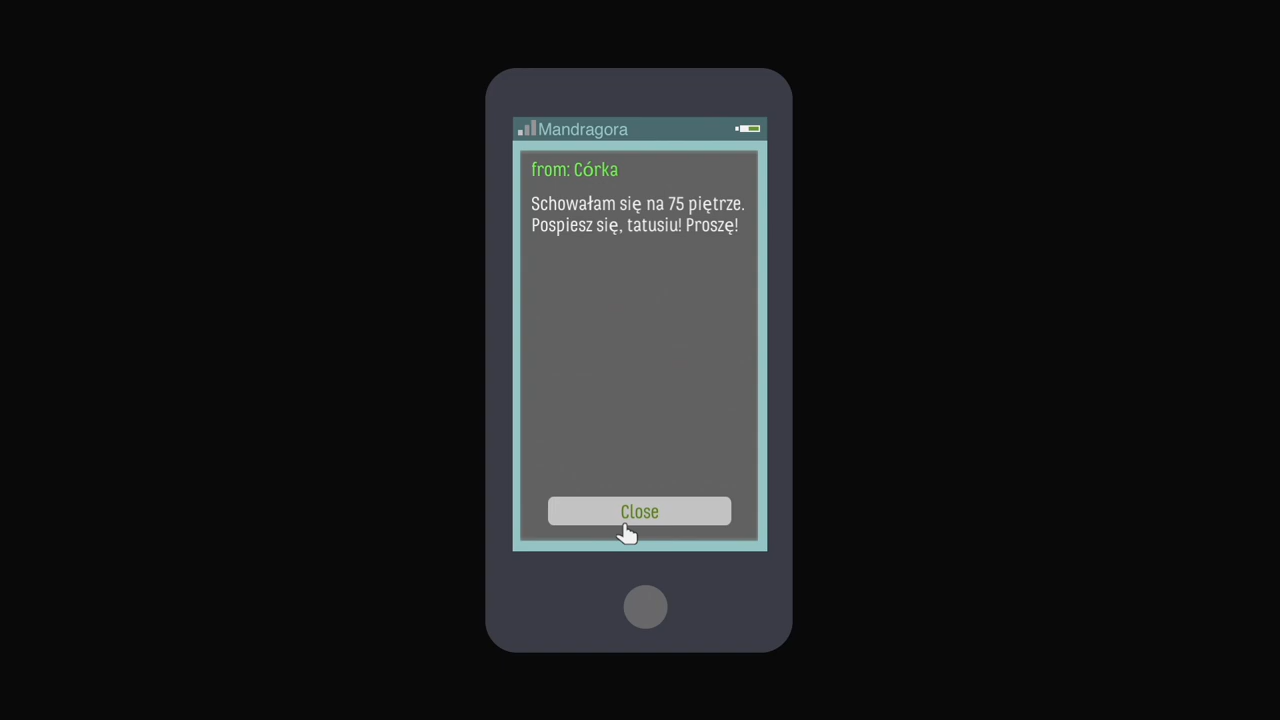 Mandragora
from: Córka
Schowałam się na 75 piętrze.
Pospiesz się, tatusiu! Proszę!
Close